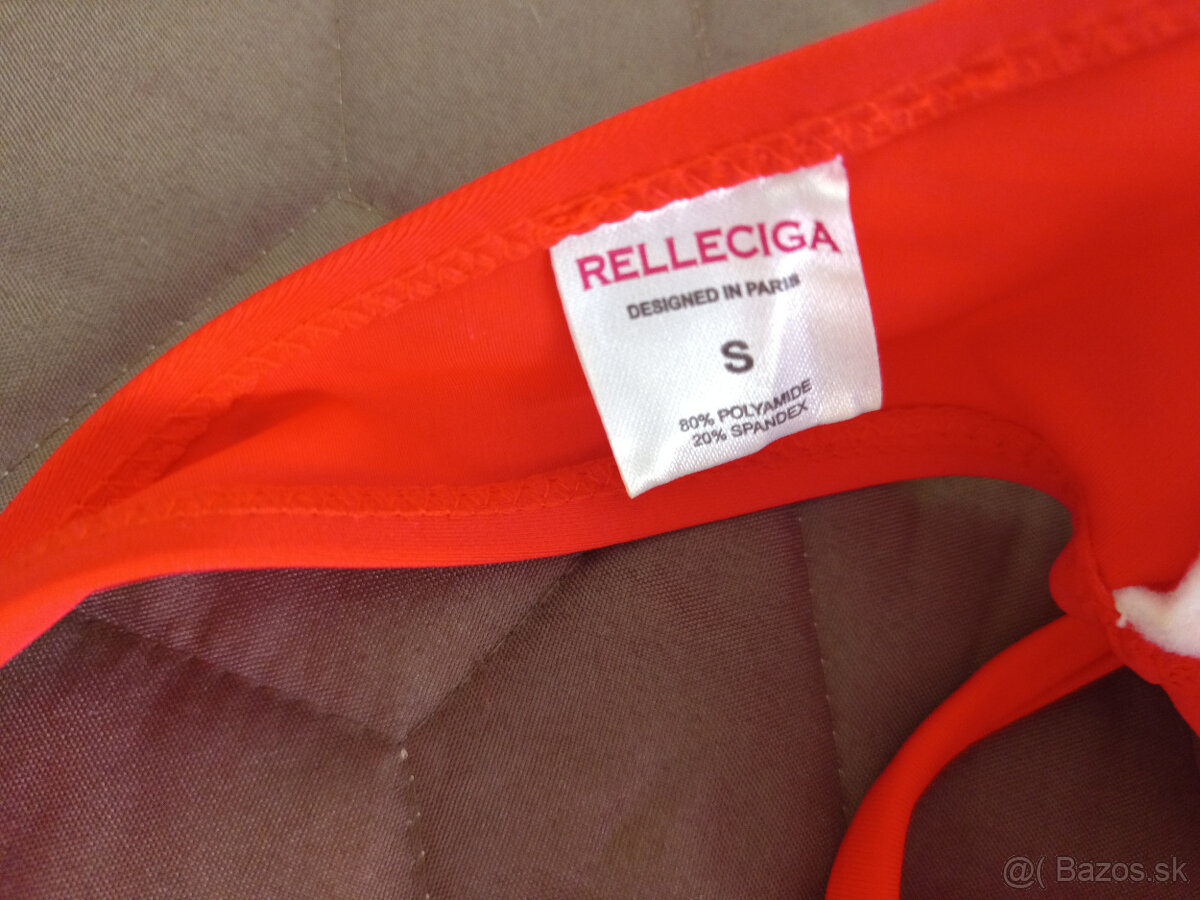 RELLECIGA
DESIGNED IN PARIS
S
80% POLYAMIDE
20% SPANDEX
@( Bazos.sk